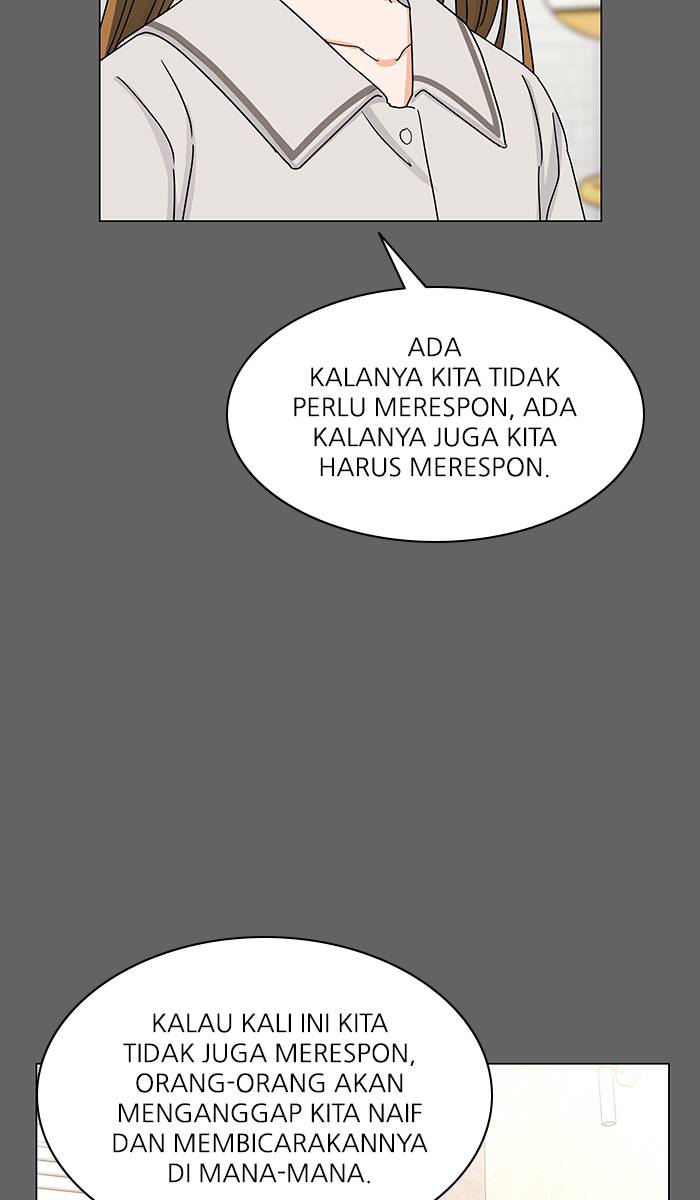 ADA
KALANYA KITA TIDAK
PERLU MERESPON, ADA
KALANYA JUGA KITA
HARUS MERESPON.
KALAU KALI INI KITA
TIDAK JUGA MERESPON,
ORANG-ORANG AKAN
MENGANGGAP KITA NAIF
DAN MEMBICARAKANNYA
DI MANA-MANA.